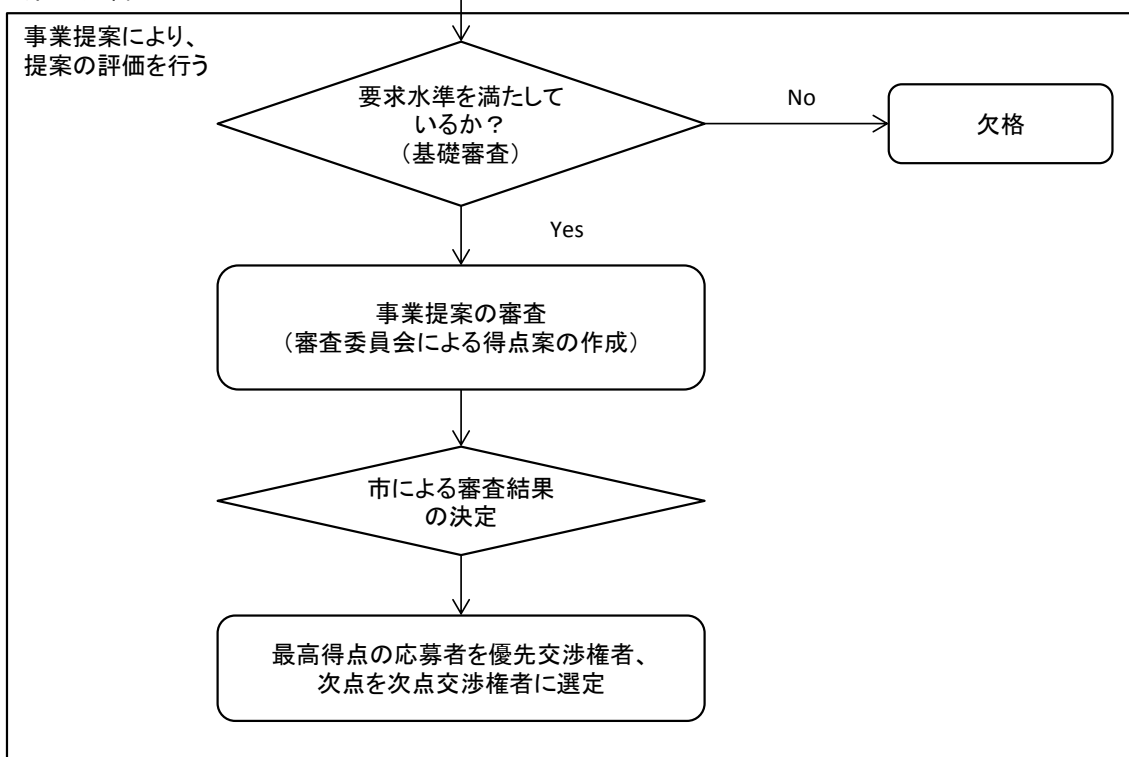 事業提案により、
提案の評価を行う
要求水準を満たして
いるか？
（基礎審査）
No
欠格
Yes
事業提案の審査
（審査委員会による得点案の作成）
市による審査結果
の決定
最高得点の応募者を優先交渉権者、
次点を次点交渉権者に選定